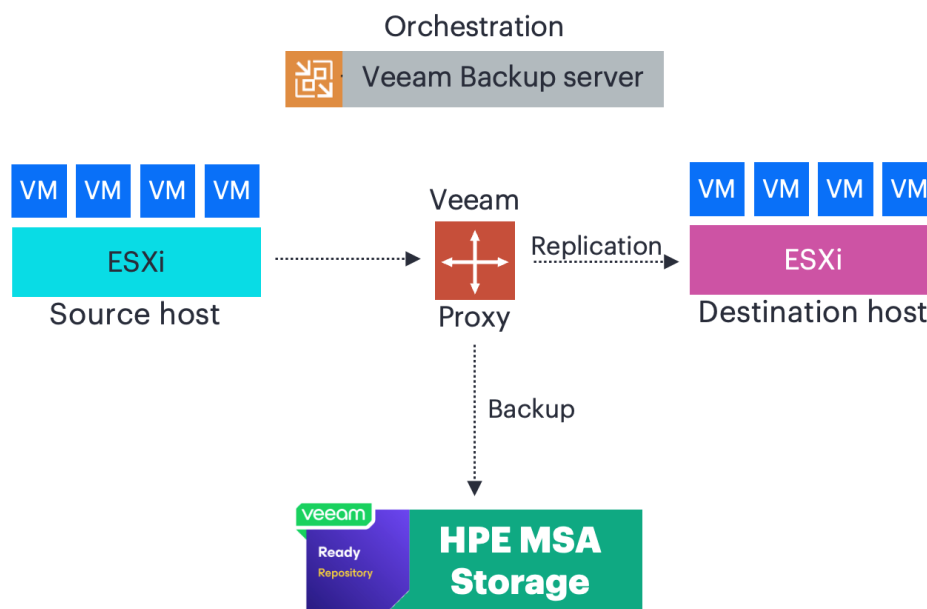 Orchestration
Veeam Backup server
VM VM VM VM
VM VM VM VM
ESXi
Source host
Veeam
Proxy
Replication
ESXi
Destination host
Backup
veeam
Ready
Repository
HPE MSA
Storage